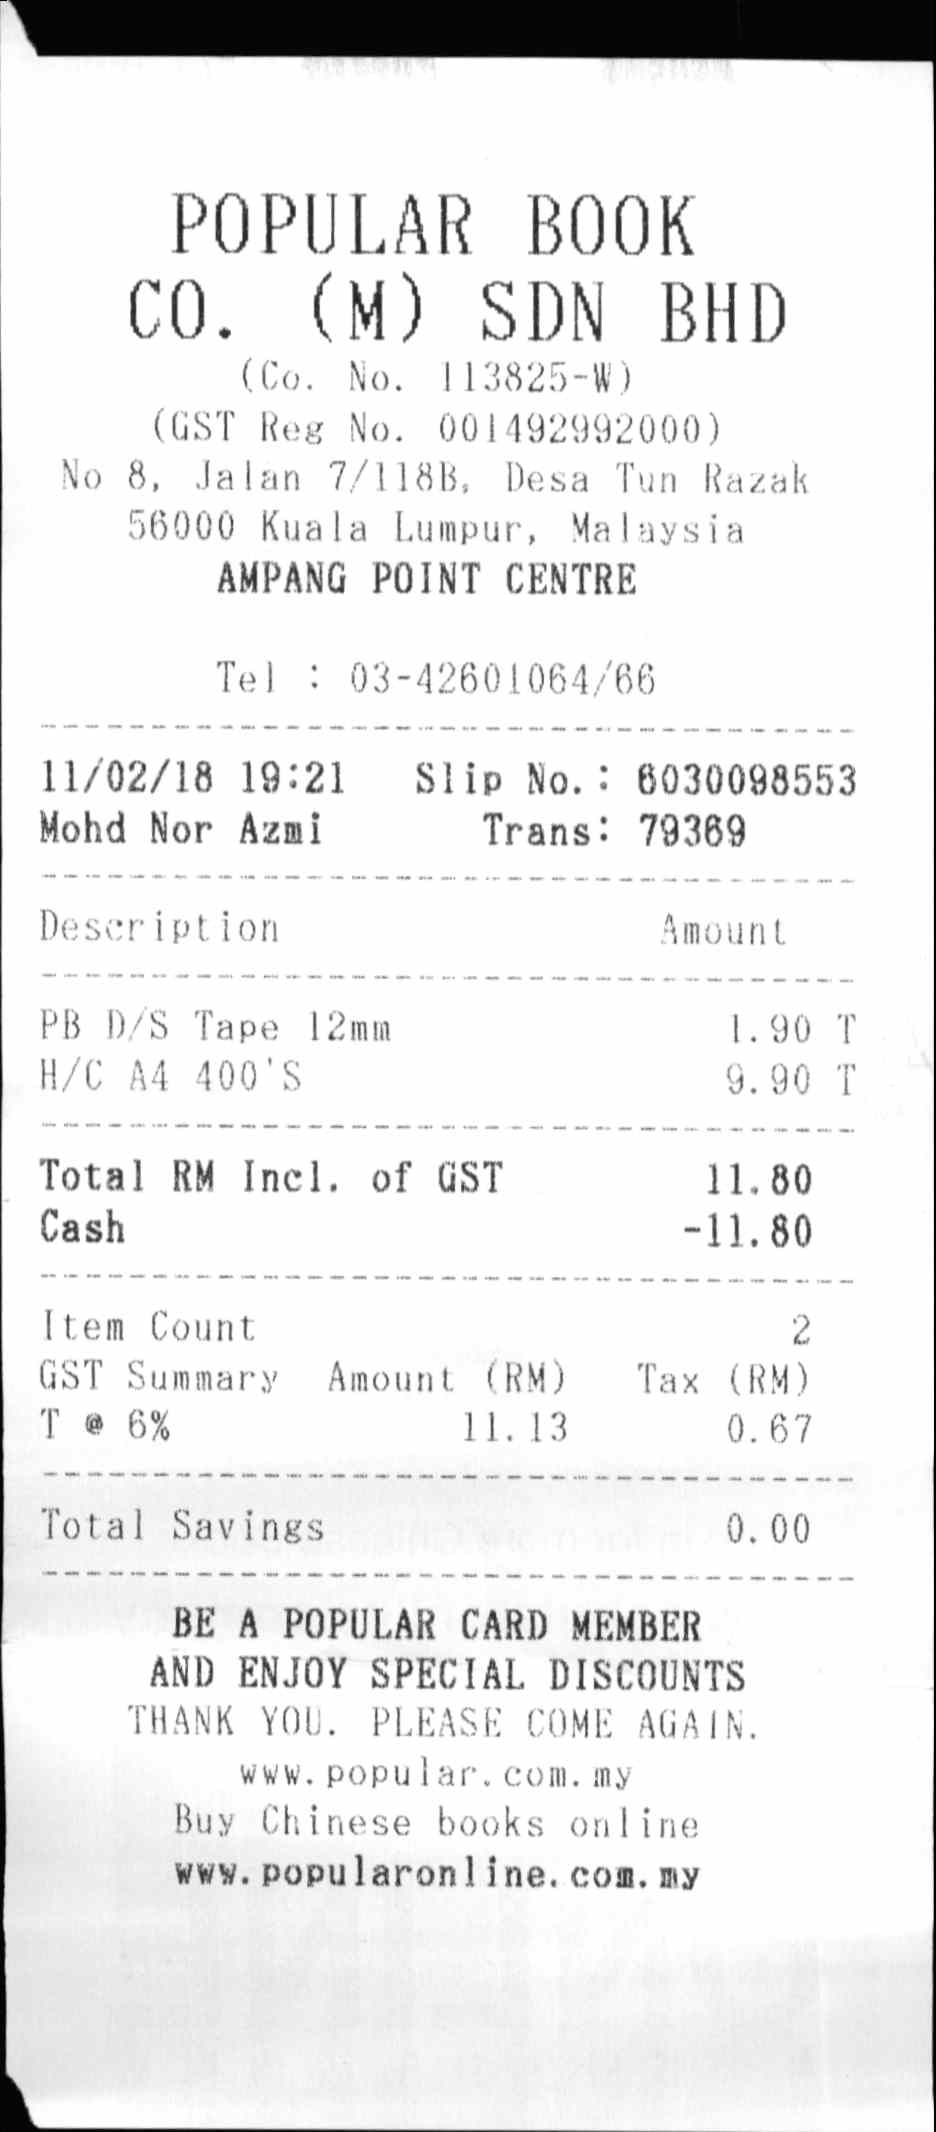 POPULAR BOOK
CO. (M) SDN BHD
(Co. No. 113825-W)
(GST Reg No. 001492992000)
No 8, Jalan 7/118B, Desa Tun Razak
56000 Kuala Lumpur, Malaysia
AMPANG POINT CENTRE
Tel : 03-42601064/66
11/02/18 19:21 Slip No.: 6030098553
Mohd Nor Azmi Trans: 79369
Description Amount
PB D/S Tape 12mm 1.90 T
H/C A4 400'S 9.90 T
Total RM Incl. of GST 11.80
Cash -11.80
Item Count 2
GST Summary Amount (RM) Tax (RM)
T @ 6% 11.13 0.67
Total Savings 0.00
BE A POPULAR CARD MEMBER
AND ENJOY SPECIAL DISCOUNTS
THANK YOU. PLEASE COME AGAIN.
www.popular.com.my
Buy Chinese books online
www.popularonline.com.my